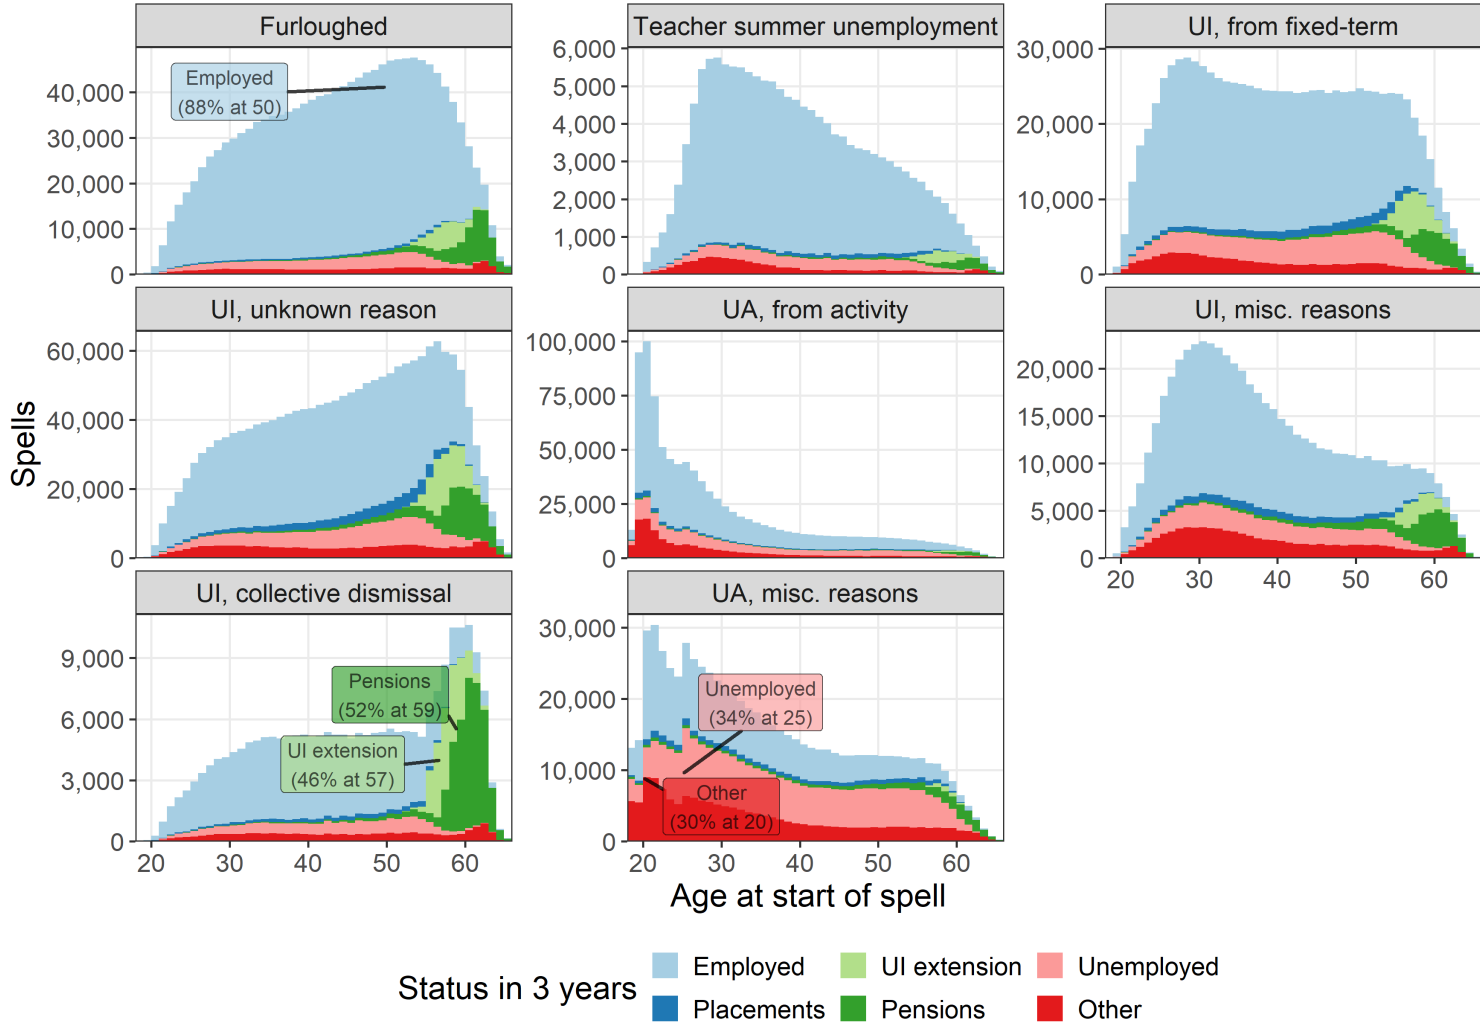 Furloughed
Teacher summer unemployment
UI, from fixed-term
40,000
30,000
20,000
10,000
0
Employed
(88% at 50)
6,000
5,000
4,000
3,000
2,000
1,000
0
30,000
20,000
10,000
0
UI, unknown reason
UA, from activity
UI, misc. reasons
60,000
40,000
20,000
0
100,000
75,000
50,000
25,000
0
20,000
15,000
10,000
5,000
0
20 30 40 50 60
UI, collective dismissal
UA, misc. reasons
9,000
6,000
3,000
0
Pensions
(52% at 59)
UI extension
(46% at 57)
20 30 40 50 60
30,000
20,000
10,000
0
Unemployed
(34% at 25)
Other
(30% at 20)
20 30 40 50 60
Spells
Age at start of spell
Status in 3 years
Employed
UI extension
Unemployed
Placements
Pensions
Other